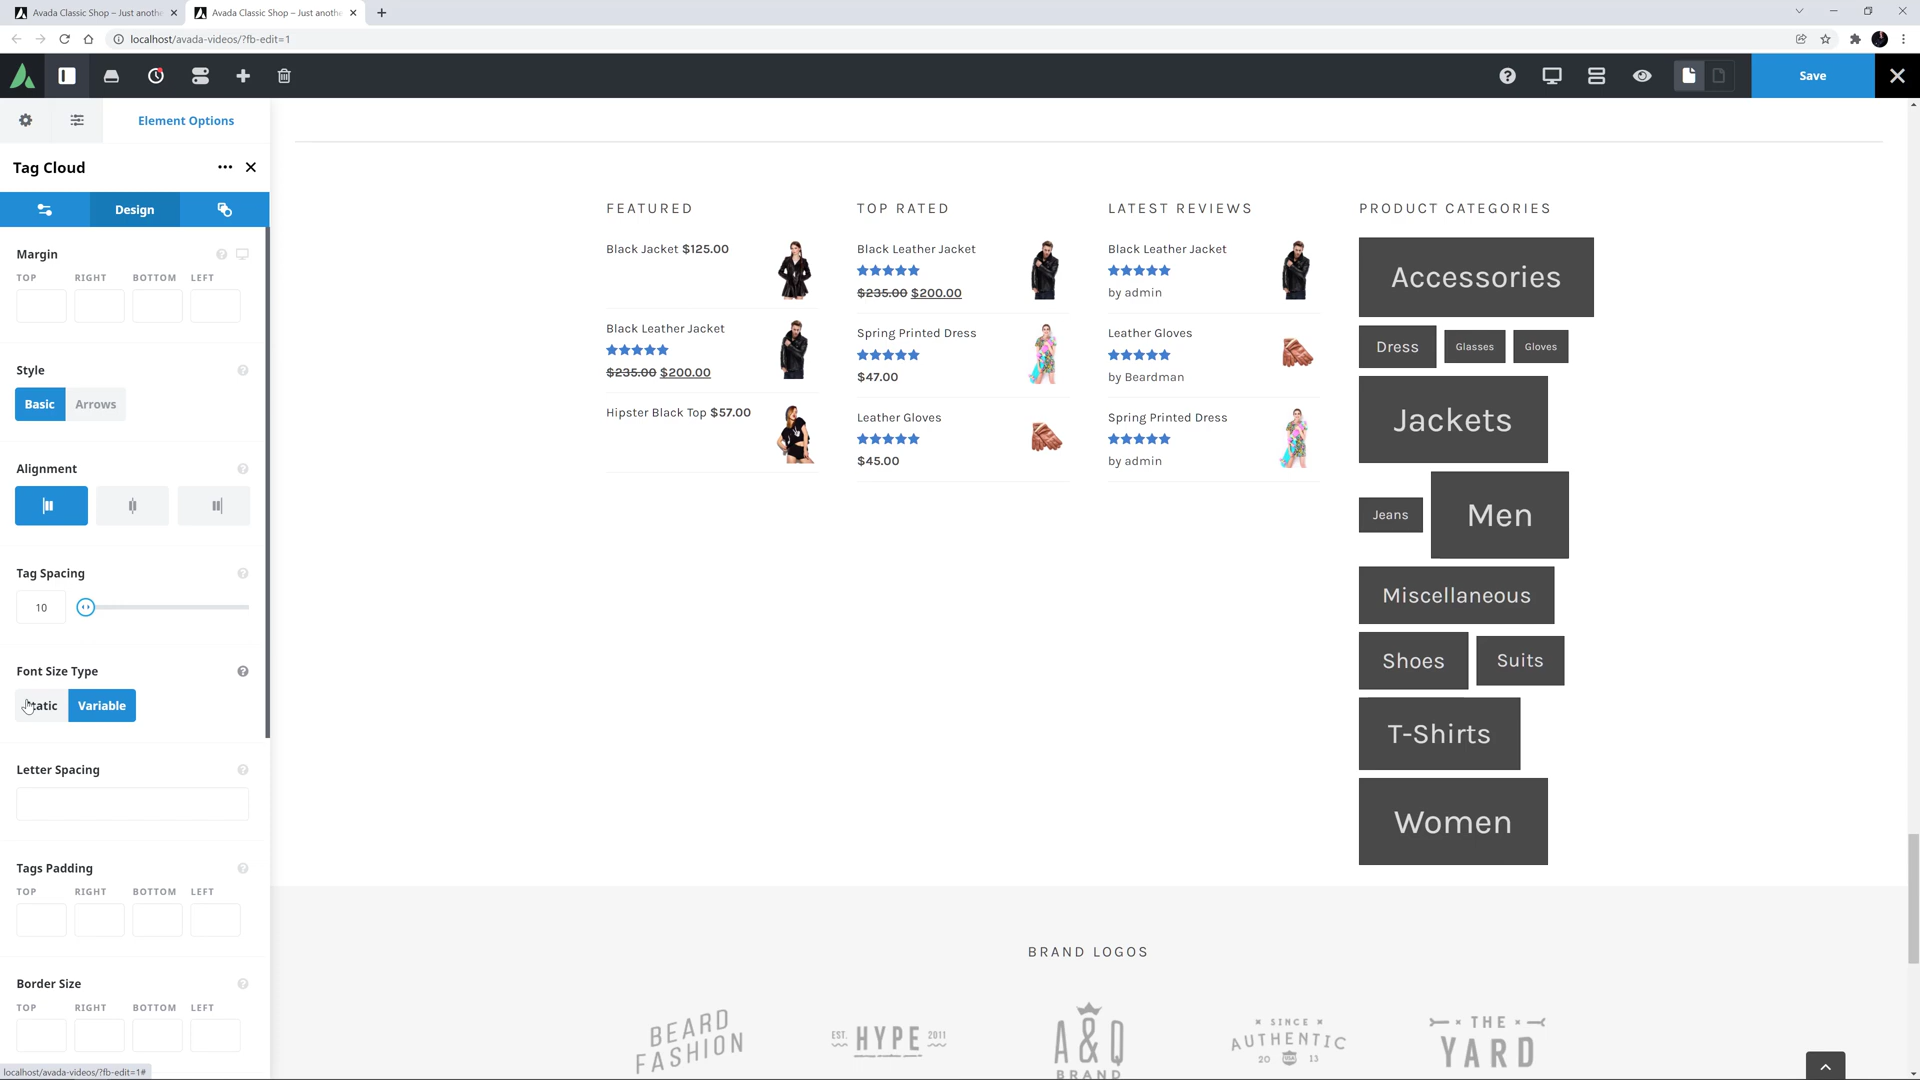 Avada Classic Shop – Just anoth
Avada Classic Shop – Just anothe
localhost/avada-videos/?fb-edit=1
Save
Element Options
Tag Cloud
Design
Margin
TOP RIGHT BOTTOM LEFT
Style
Basic Arrows
Alignment
Tag Spacing
10
Font Size Type
tatic Variable
Letter Spacing
Tags Padding
TOP RIGHT BOTTOM LEFT
Border Size
TOP RIGHT BOTTOM LEFT
localhost/avada-videos/?fb-edit=1#
FEATURED
Black Jacket $125.00
Black Leather Jacket
$235.00 $200.00
Hipster Black Top $57.00
TOP RATED
Black Leather Jacket
$235.00 $200.00
Spring Printed Dress
$47.00
Leather Gloves
$45.00
LATEST REVIEWS
Black Leather Jacket
by admin
Leather Gloves
by Beardman
Spring Printed Dress
by admin
PRODUCT CATEGORIES
Accessories
Dress Glasses Gloves
Jackets
Jeans Men
Miscellaneous
Shoes Suits
T-Shirts
Women
BRAND LOGOS
BEARD
FASHION
EST. HYPE 2011
A&Q
BRAND
SINCE
AUTHENTIC
20 USA 13
THE
YARD